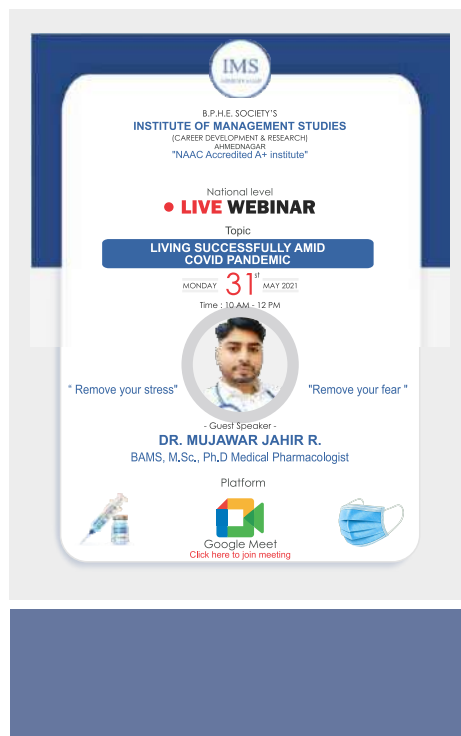 IMS
B.P.H.E. SOCIETY'S
INSTITUTE OF MANAGEMENT STUDIES
(CAREER DEVELOPMENT & RESEARCH)
AHMEDNAGAR
"NAAC Accredited A+ institute"
National level
LIVE WEBINAR
Topic
LIVING SUCCESSFULLY AMID
COVID PANDEMIC
MONDAY 31st MAY 2021
Time : 10 AM - 12 PM
" Remove your stress" "Remove your fear "
- Guest Speaker -
DR. MUJAWAR JAHIR R.
BAMS, M.Sc., Ph.D Medical Pharmacologist
Platform
Google Meet
Click here to join meeting